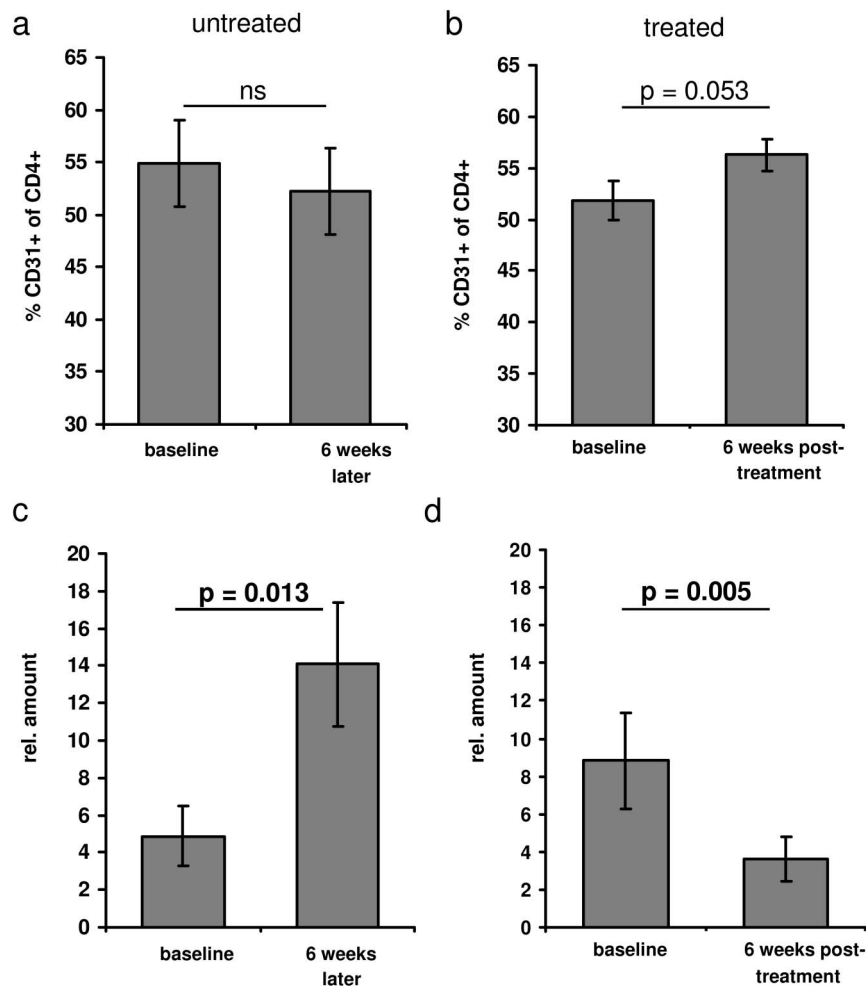 a
untreated
65
60
55
50
45
40
35
30
% CD31+ of CD4+
ns
baseline
6 weeks
later
b
treated
65
60
55
50
45
40
35
30
% CD31+ of CD4+
p = 0.053
baseline
6 weeks post-
treatment
c
20
18
16
14
12
10
8
6
4
2
0
rel. amount
p = 0.013
baseline
6 weeks
later
d
20
18
16
14
12
10
8
6
4
2
0
rel. amount
p = 0.005
baseline
6 weeks post-
treatment